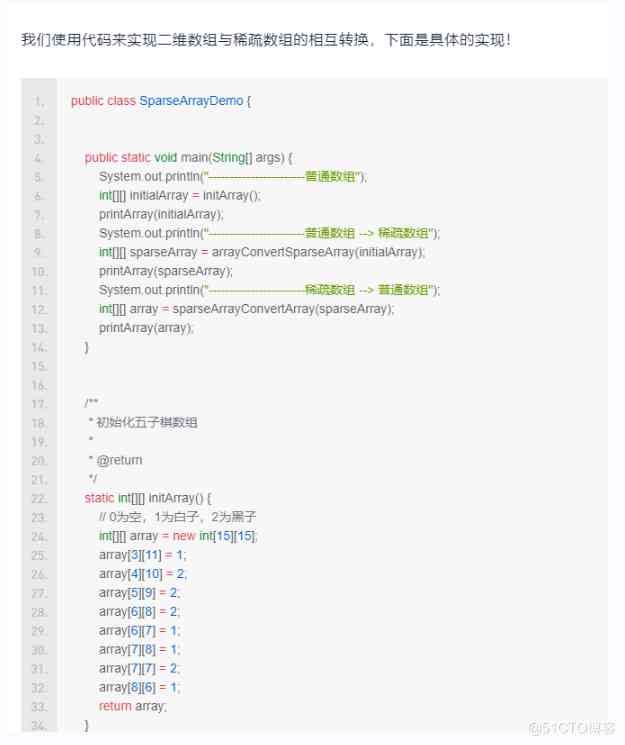 我们使用代码来实现二维数组与稀疏数组的相互转换，下面是具体的实现！
1. public class SparseArrayDemo {
2.
3.
4. public static void main(String[] args) {
5. System.out.println("------------------------普通数组");
6. int[][] initialArray = initArray();
7. printArray(initialArray);
8. System.out.println("------------------------普通数组 --> 稀疏数组");
9. int[][] sparseArray = arrayConvertSparseArray(initialArray);
10. printArray(sparseArray);
11. System.out.println("------------------------稀疏数组 --> 普通数组");
12. int[][] array = sparseArrayConvertArray(sparseArray);
13. printArray(array);
14. }
15.
16.
17. /**
18. * 初始化五子棋数组
19. *
20. * @return
21. */
22. static int[][] initArray() {
23. // 0为空，1为白子，2为黑子
24. int[][] array = new int[15][15];
25. array[3][11] = 1;
26. array[4][10] = 2;
27. array[5][9] = 2;
28. array[6][8] = 2;
29. array[6][7] = 1;
30. array[7][8] = 1;
31. array[7][7] = 2;
32. array[8][6] = 1;
33. return array;
34. }
@51CTO博客